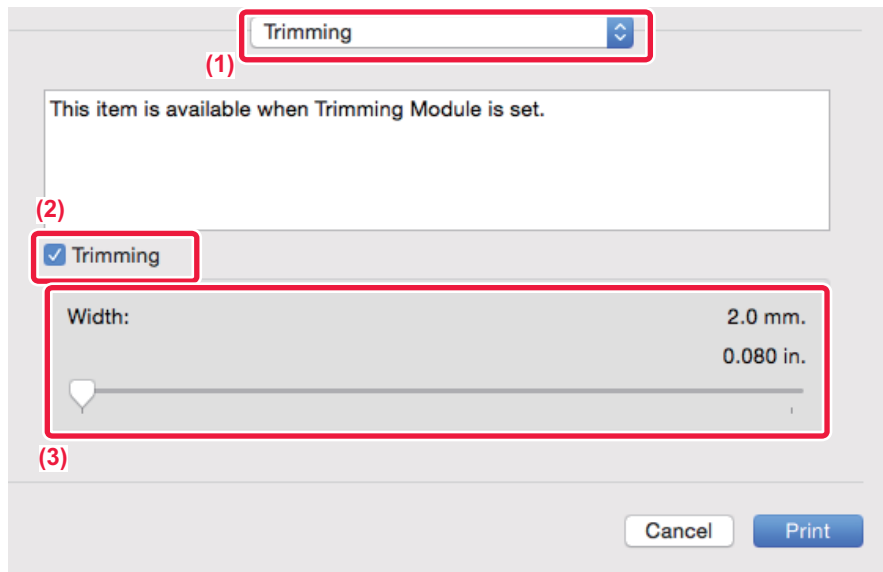 Trimming
(1)
This item is available when Trimming Module is set.
(2)
Trimming
Width:
2.0 mm.
0.080 in.
(3)
Cancel
Print